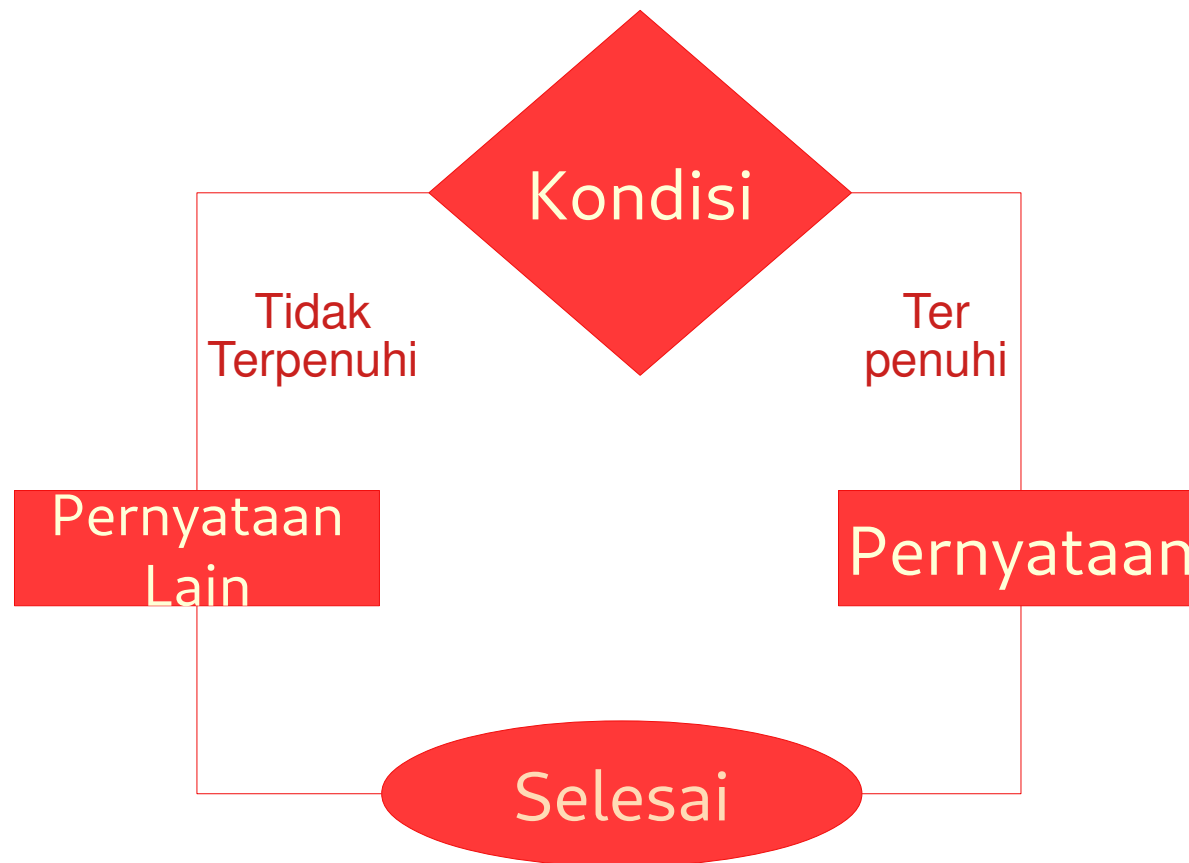 Kondisi
Tidak
Terpenuhi
Ter
penuhi
Pernyataan
Lain
Pernyataan
Selesai